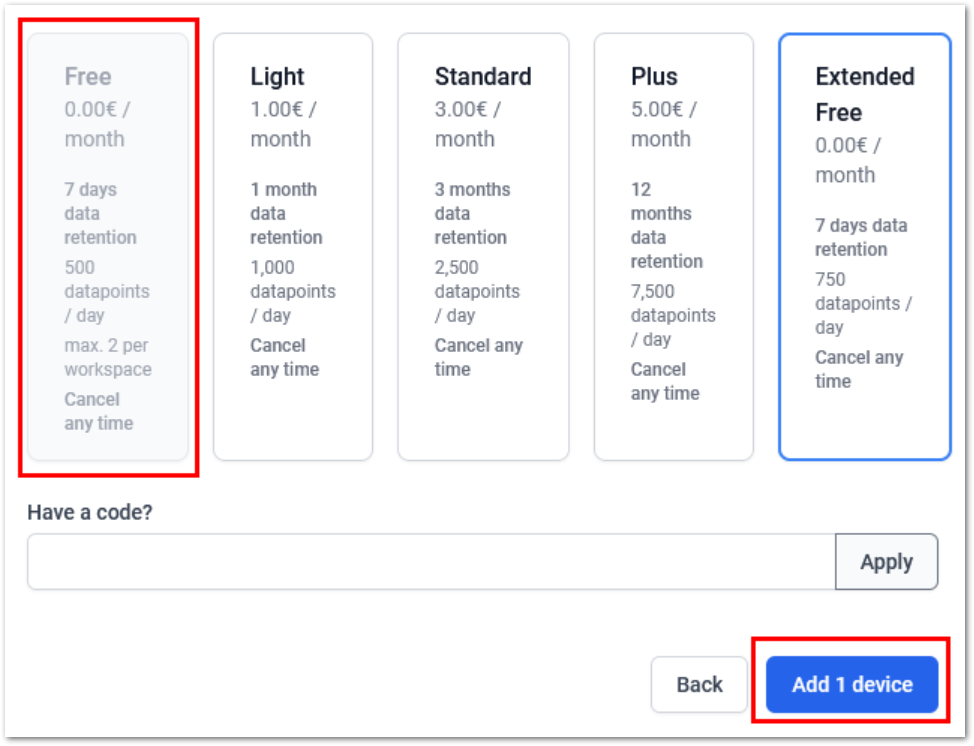 Free
0.00€ /
month
7 days
data
retention
500
datapoints
/ day
max. 2 per
workspace
Cancel
any time
Light
1.00€ /
month
1 month
data
retention
1,000
datapoints
/ day
Cancel
any time
Standard
3.00€ /
month
3 months
data
retention
2,500
datapoints
/ day
Cancel any
time
Plus
5.00€ /
month
12
months
data
retention
7,500
datapoints
/ day
Cancel
any time
Extended
Free
0.00€ /
month
7 days data
retention
750
datapoints /
day
Cancel any
time
Have a code?
Apply
Back
Add 1 device